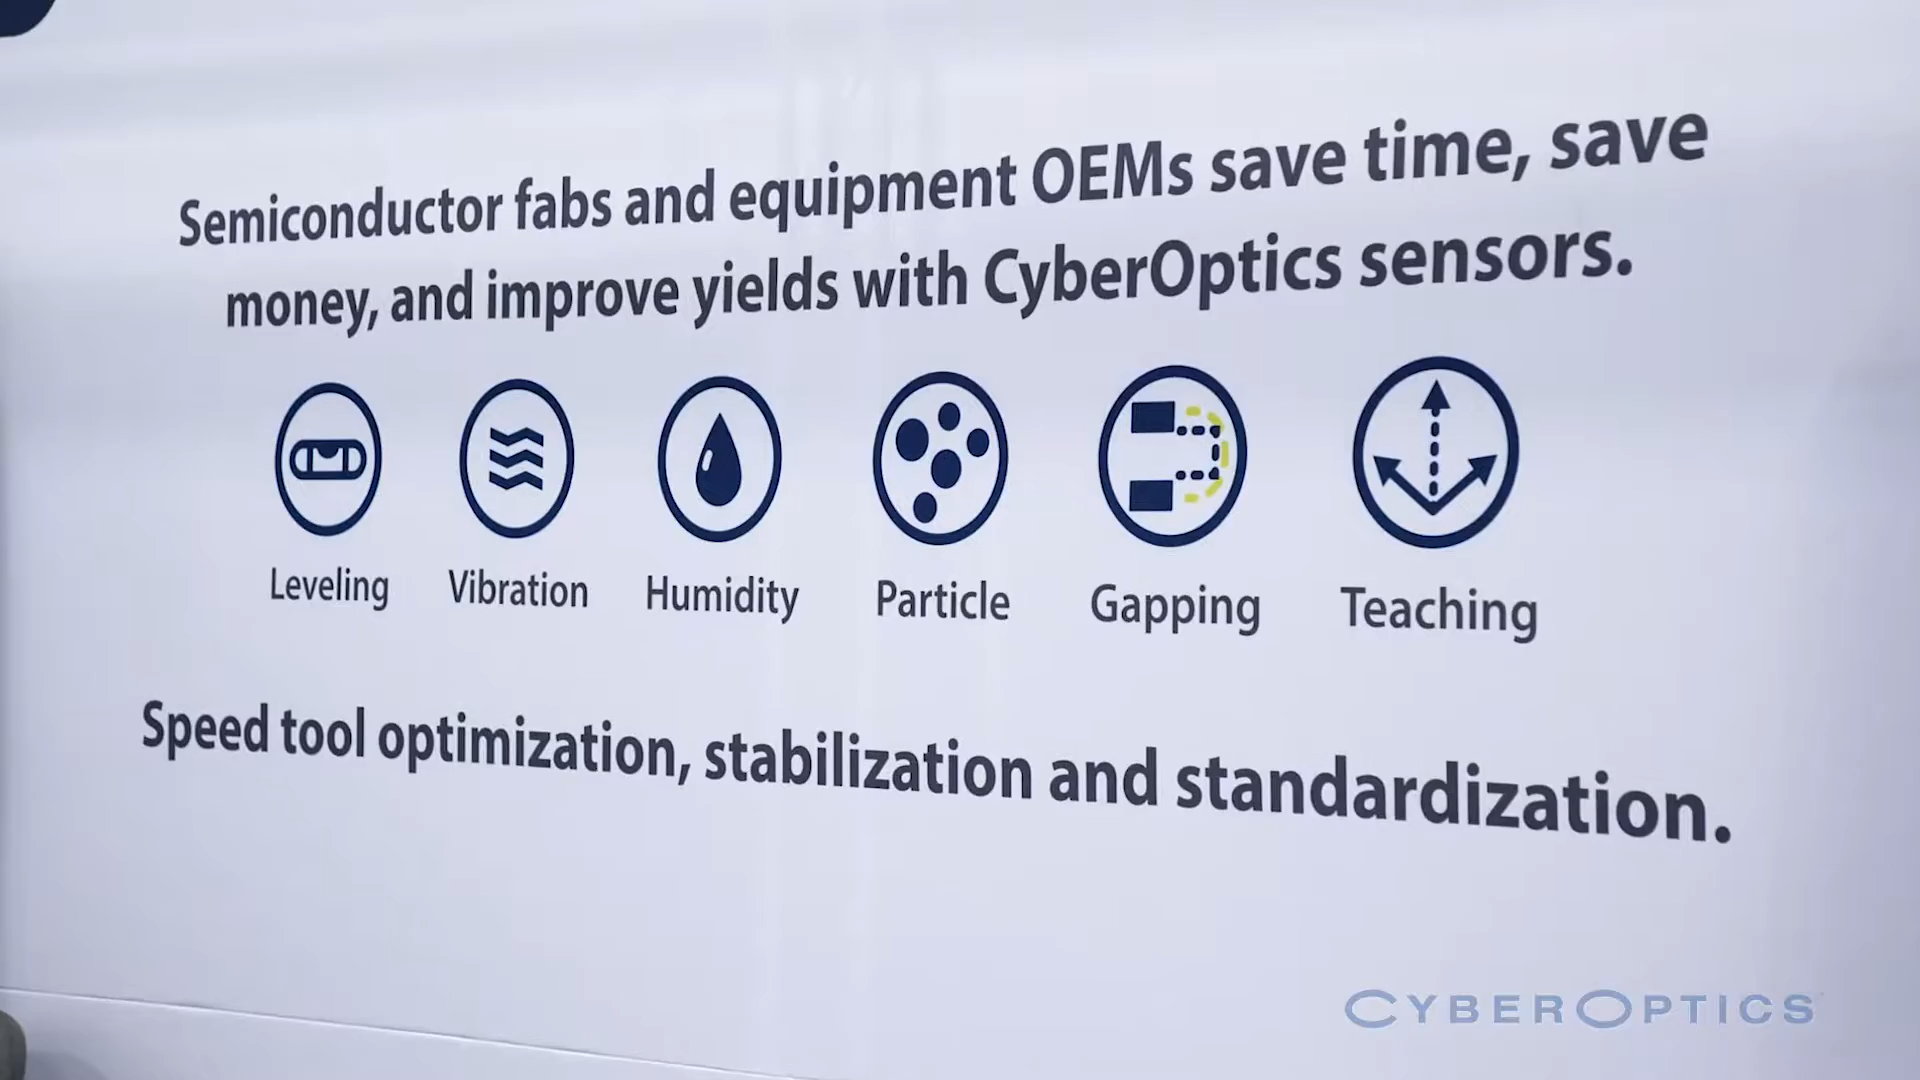 Semiconductor fabs and equipment OEMs save time, save
money, and improve yields with CyberOptics sensors.
Leveling Vibration Humidity Particle Gapping Teaching
Speed tool optimization, stabilization and standardization.
CYBEROPTICS